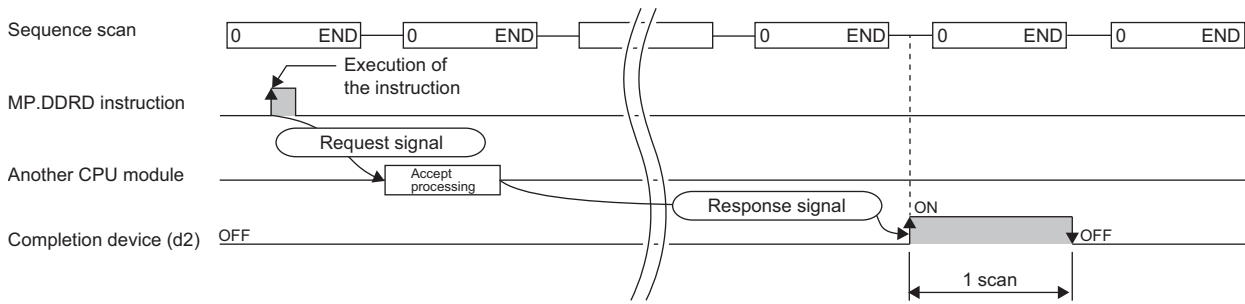 Sequence scan
0 END 0 END 0 END 0 END 0 END
Execution of
the instruction
MP.DDRD instruction
Request signal
Another CPU module
Accept
processing
Response signal
ON
Completion device (d2) OFF
OFF
1 scan